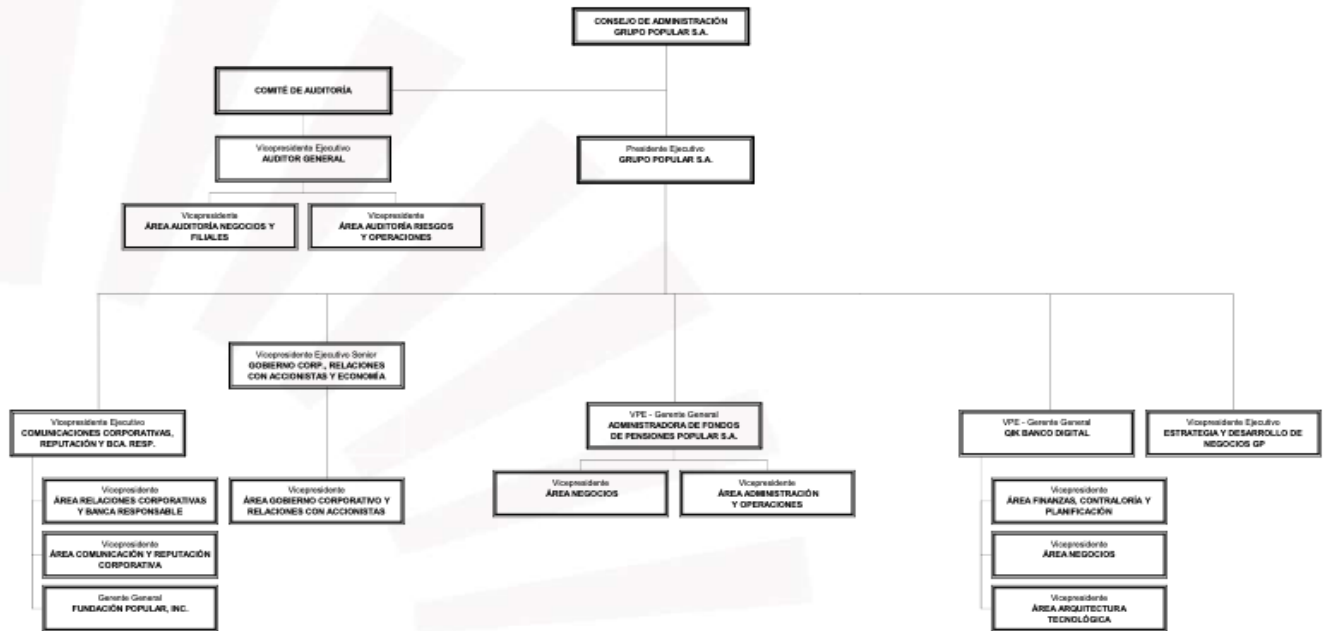 CONSEJO DE ADMINISTRACIÓN
GRUPO POPULAR S.A.
COMITÉ DE AUDITORÍA
Vicepresidente Ejecutivo
AUDITOR GENERAL
Presidente Ejecutivo
GRUPO POPULAR S.A.
Vicepresidente
ÁREA AUDITORÍA NEGOCIOS Y
FILIALES
Vicepresidente
ÁREA AUDITORÍA RIESGOS
Y OPERACIONES
Vicepresidente Ejecutivo Senior
GOBIERNO CORP., RELACIONES
CON ACCIONISTAS Y ECONOMÍA
Vicepresidente Ejecutivo
COMUNICACIONES CORPORATIVAS,
REPUTACIÓN Y BCA. RESP.
VPE - Gerente General
ADMINISTRADORA DE FONDOS
DE PENSIONES POPULAR S.A.
VPE - Gerente General
QIK BANCO DIGITAL
Vicepresidente Ejecutivo
ESTRATEGIA Y DESARROLLO DE
NEGOCIOS GP
Vicepresidente
ÁREA RELACIONES CORPORATIVAS
Y BANCA RESPONSABLE
Vicepresidente
ÁREA GOBIERNO CORPORATIVO Y
RELACIONES CON ACCIONISTAS
Vicepresidente
ÁREA NEGOCIOS
Vicepresidente
ÁREA ADMINISTRACIÓN
Y OPERACIONES
Vicepresidente
ÁREA FINANZAS, CONTRALORÍA Y
PLANIFICACIÓN
Vicepresidente
ÁREA COMUNICACIÓN Y REPUTACIÓN
CORPORATIVA
Vicepresidente
ÁREA NEGOCIOS
Gerente General
FUNDACIÓN POPULAR, INC.
Vicepresidente
ÁREA ARQUITECTURA
TECNOLÓGICA